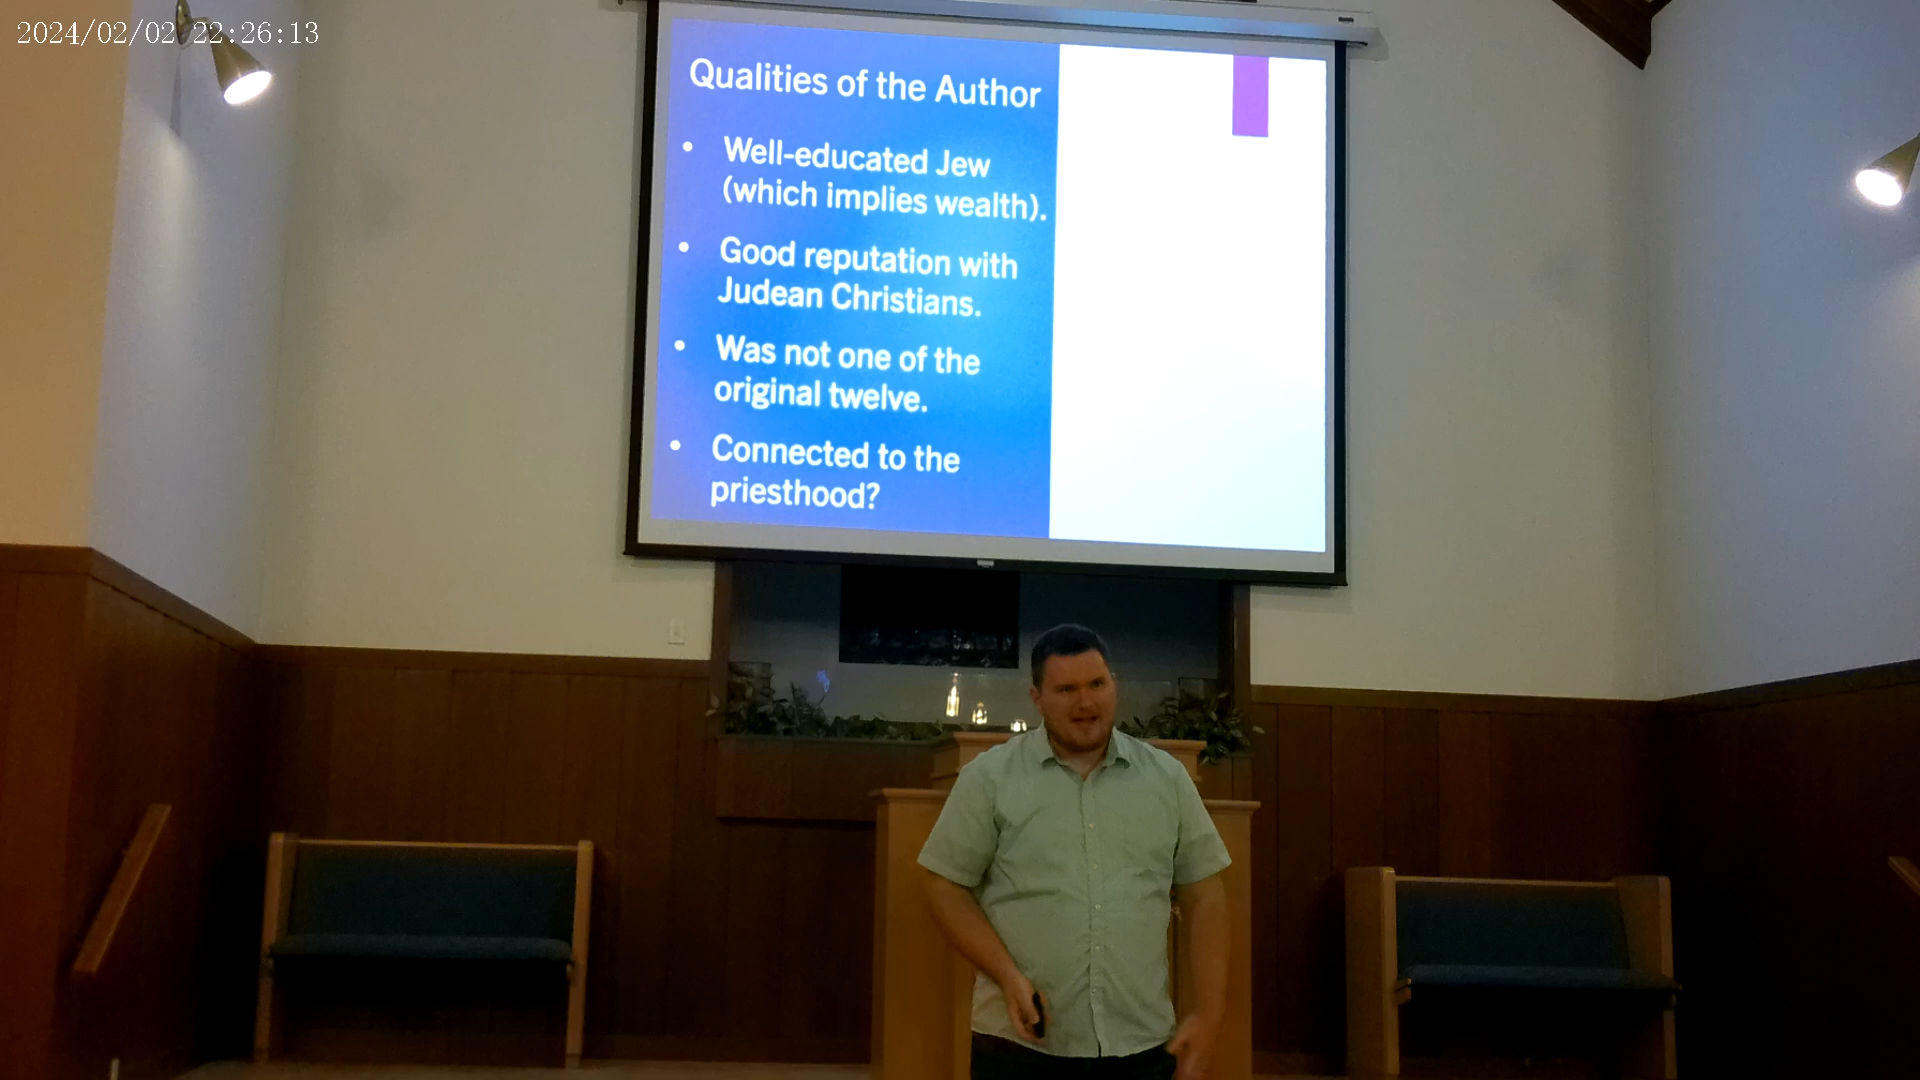 2024/02/02 22:26:13
Qualities of the Author
• Well-educated Jew
(which implies wealth).
• Good reputation with
Judean Christians.
• Was not one of the
original twelve.
• Connected to the
priesthood?